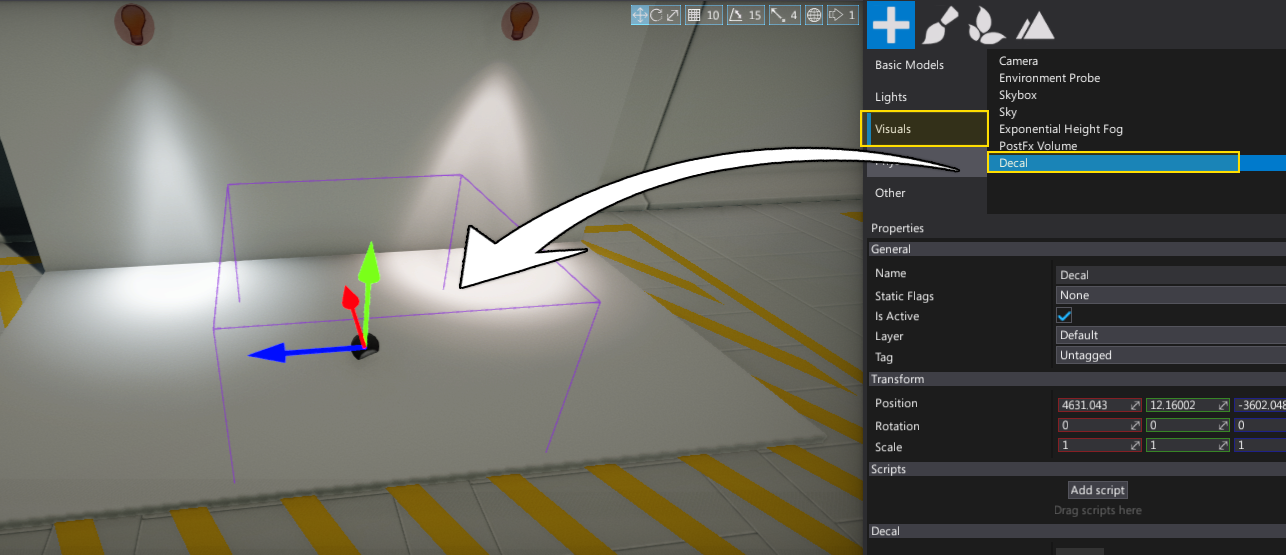 10
15
4
1
Basic Models
Lights
Visuals
Other
Camera
Environment Probe
Skybox
Sky
Exponential Height Fog
PostFx Volume
Decal
Properties
General
Name Decal
Static Flags None
Is Active
Layer Default
Tag Untagged
Transform
Position 4631.043 12.16002 -3602.048
Rotation 0 0 0
Scale 1 1 1
Scripts
Add script
Drag scripts here
Decal